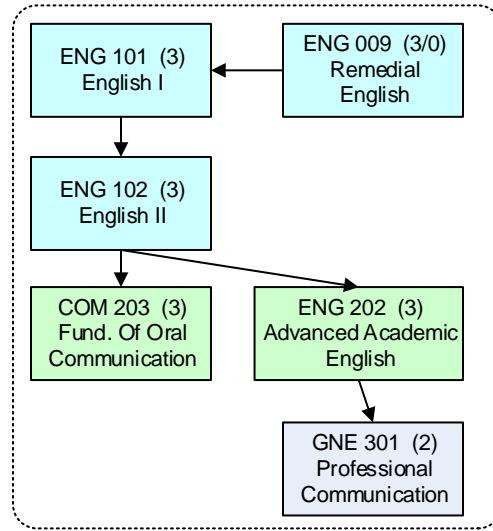 ENG 101 (3)
English I
ENG 009 (3/0)
Remedial
English
ENG 102 (3)
English II
COM 203 (3)
Fund. Of Oral
Communication
ENG 202 (3)
Advanced Academic
English
GNE 301 (2)
Professional
Communication